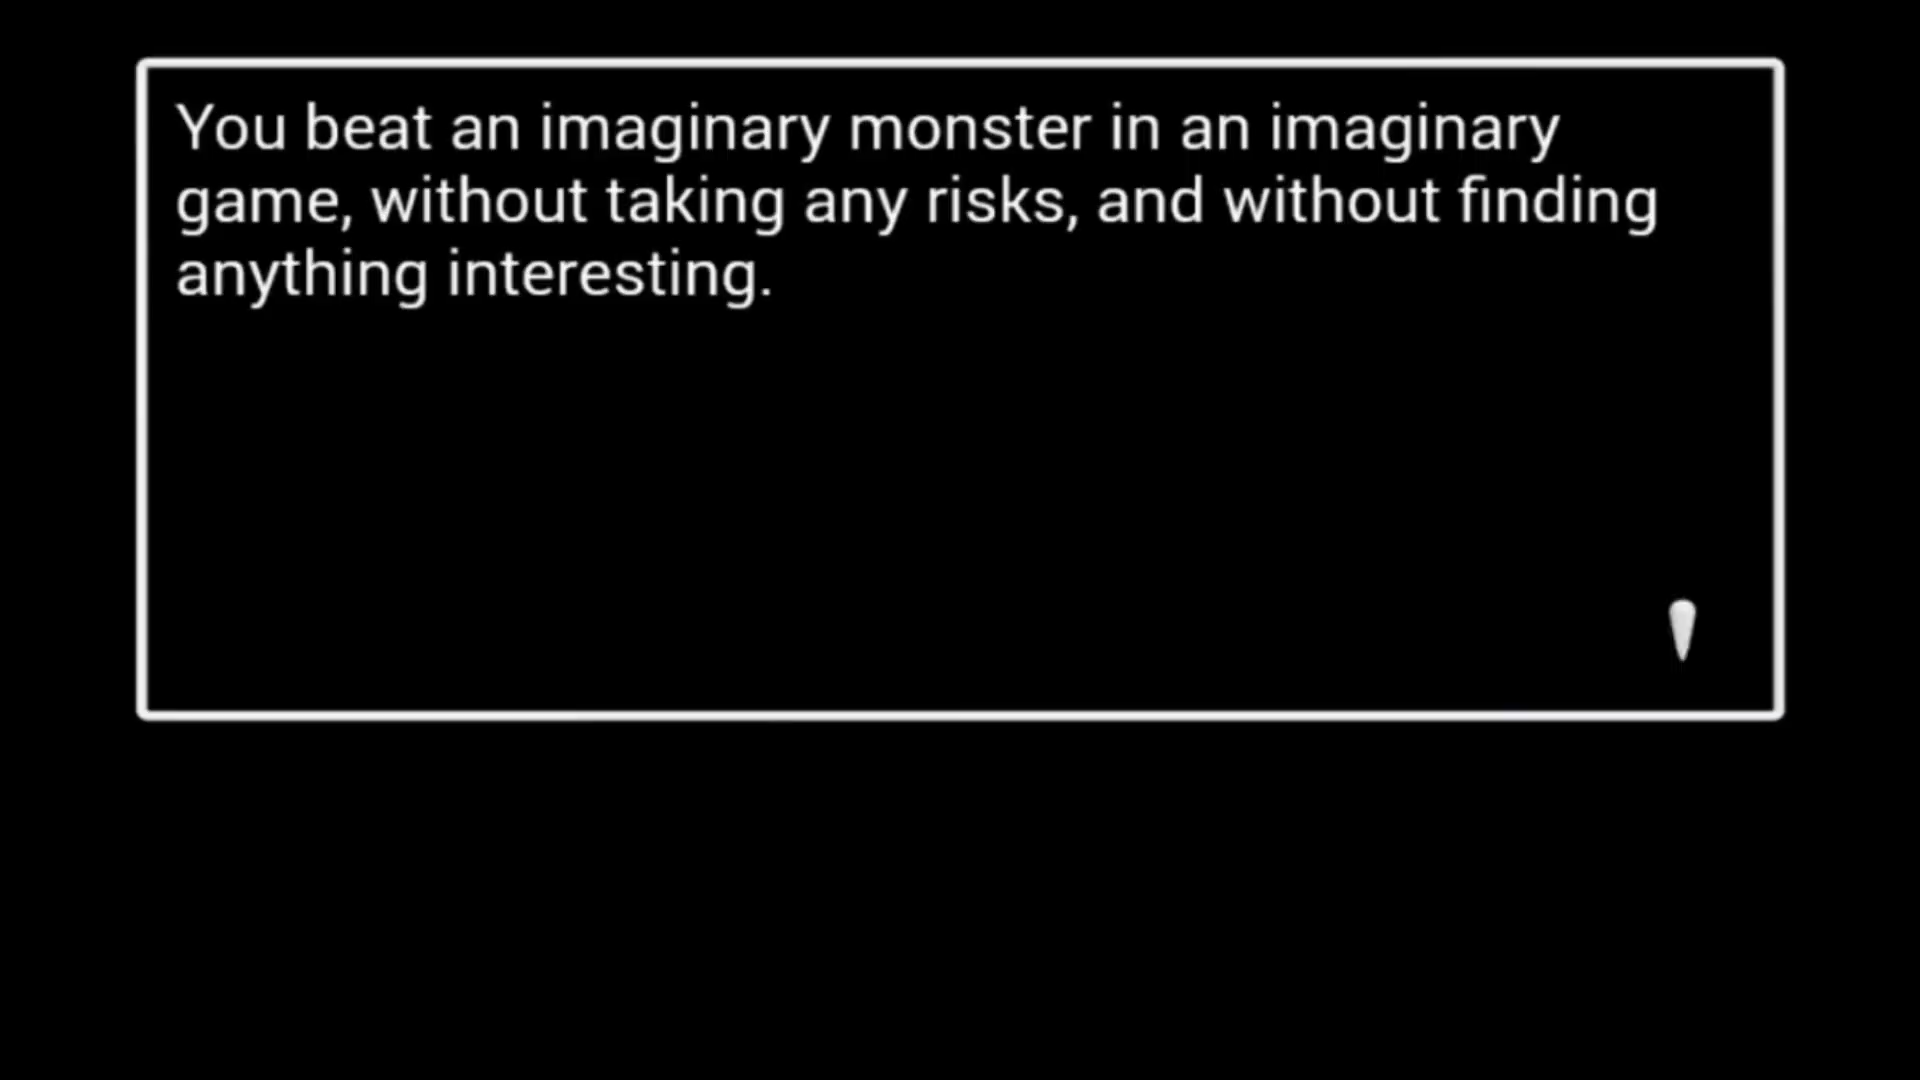 You beat an imaginary monster in an imaginary
game, without taking any risks, and without finding
anything interesting.